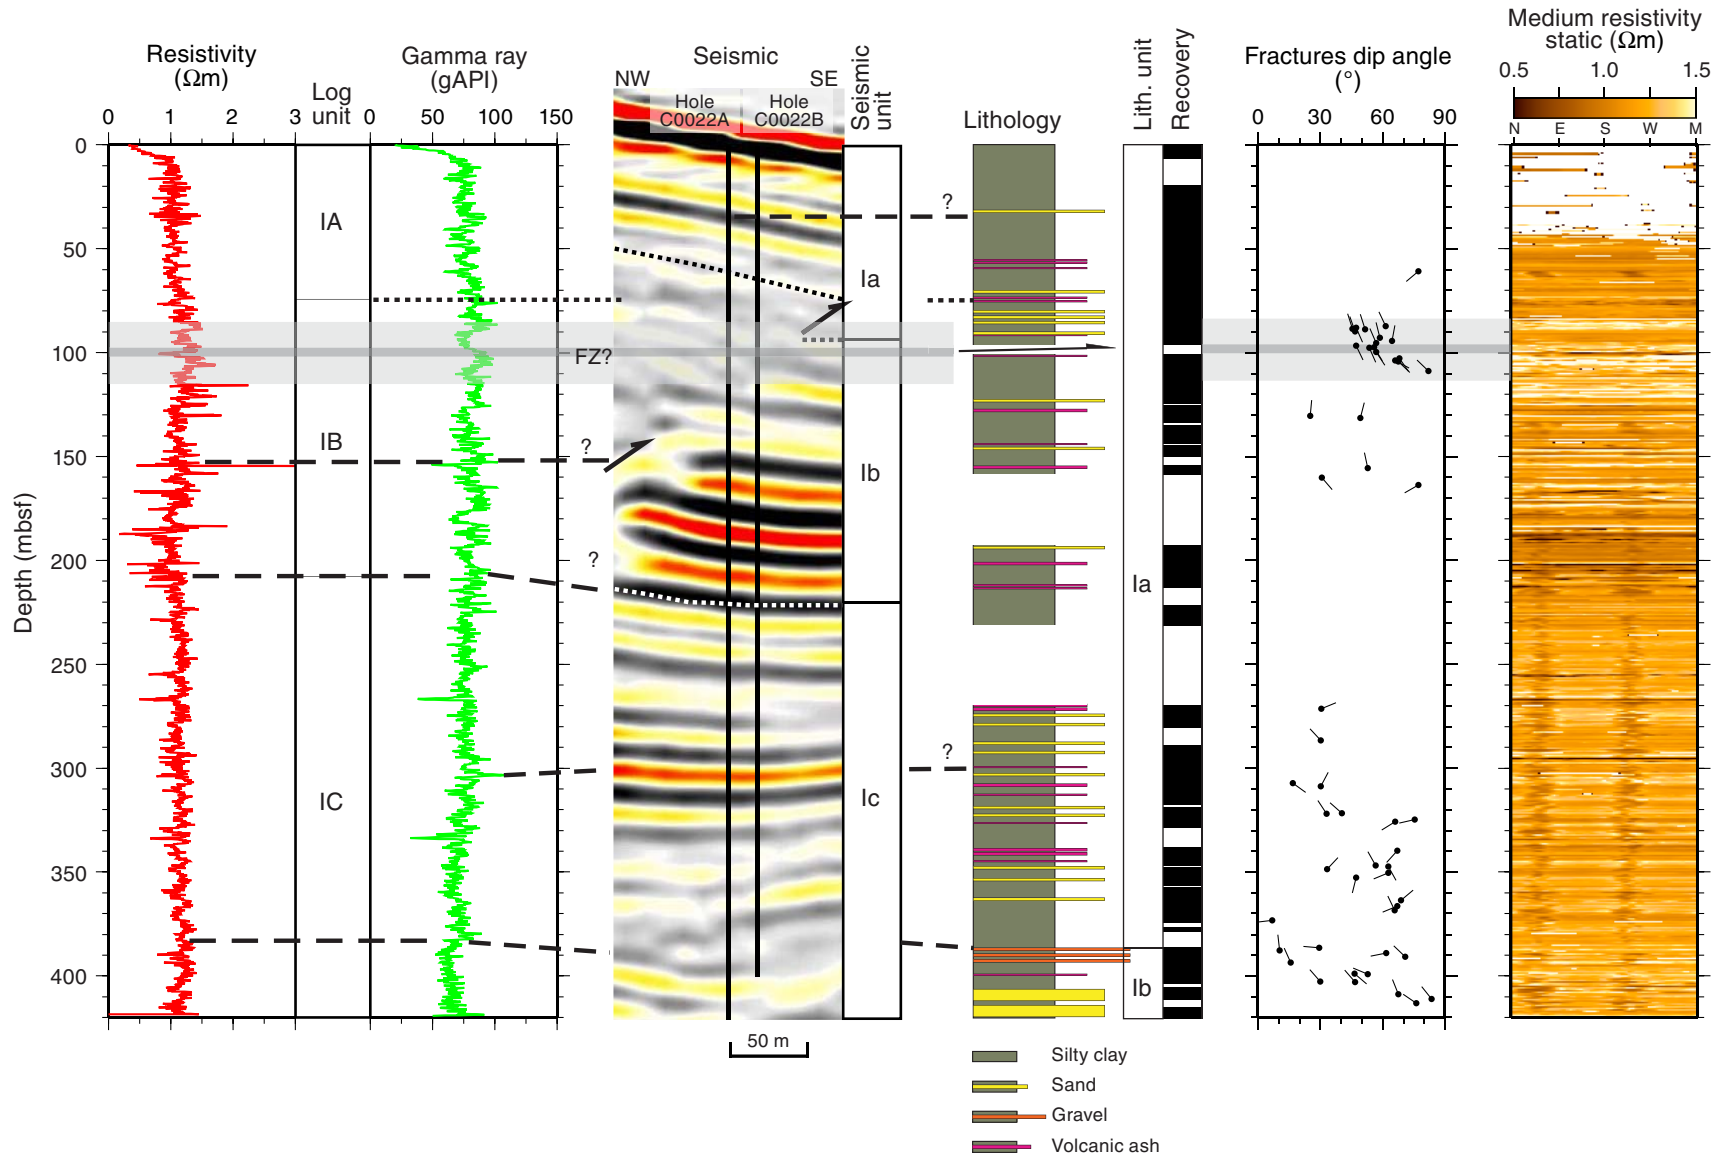 Medium resistivity
static (Ωm)
0.5 1.0 1.5
N E S W M
Resistivity
(Ωm)
0 1 2 3
Log
unit
Gamma ray
(gAPI)
0 50 100 150
Seismic
NW SE
Hole
C0022A
Hole
C0022B
Seismic
unit
Lithology
Lith. unit
Recovery
Fractures dip angle
(°)
0 30 60 90
Depth (mbsf)
0
50
100
150
200
250
300
350
400
IA
IB
IC
FZ?
?
?
?
?
Ia
Ib
Ic
Ia
Ib
50 m
Silty clay
Sand
Gravel
Volcanic ash